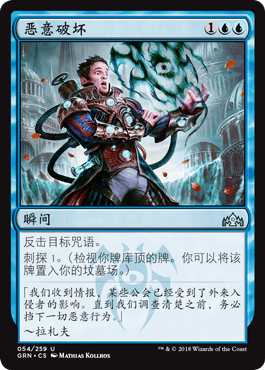 恶意破坏 1
瞬间
反击目标咒语。
刺探 1。（检视你牌库顶的牌。你可以将该
牌置入你的坟墓场。）
「我们收到情报，某些公会已经受到了外来入
侵者的影响。直到我们调查清楚之前，务必
挡下一切恶意行为。」
～拉札夫
054/259 U
GRN • CS MATHIAS KOLLROS
™ & © 2018 Wizards of the Coast